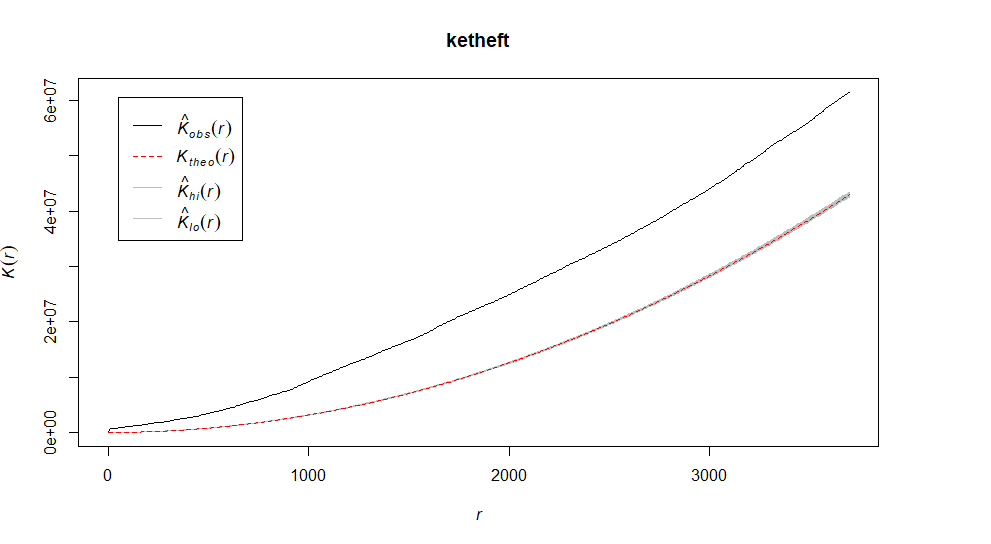 ketheft
K̂obs(r)
Ktheo(r)
K̂hi(r)
K̂lo(r)
K(r)
6e+07
4e+07
2e+07
0e+00
0 1000 2000 3000
r